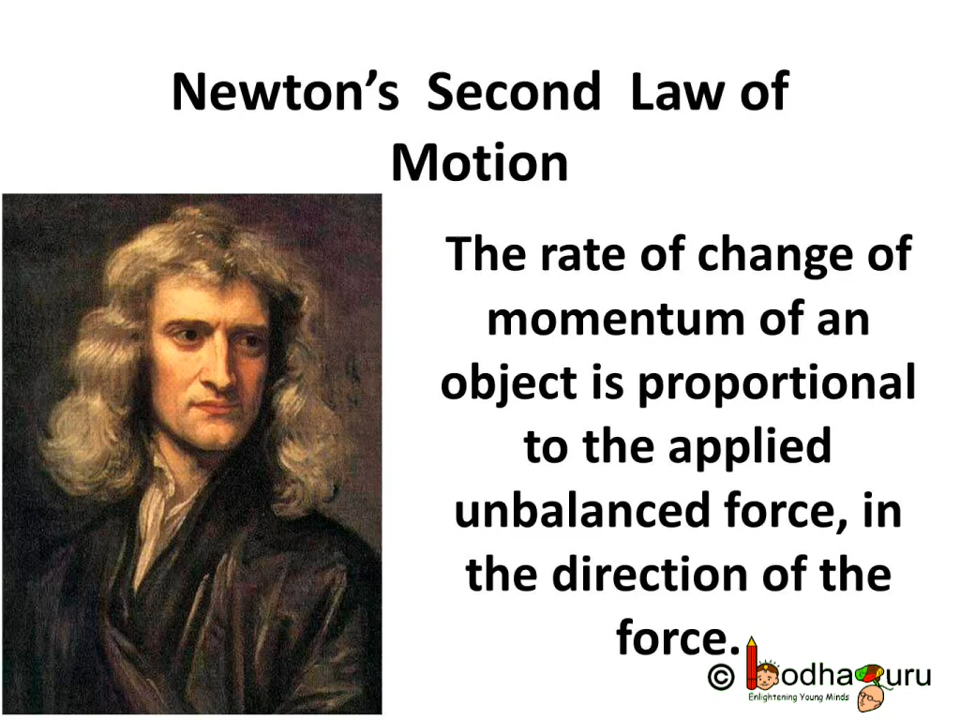 Newton’s Second Law of
Motion
The rate of change of
momentum of an
object is proportional
to the applied
unbalanced force, in
the direction of the
force.
© BodhaGuru
Enlightening Young Minds